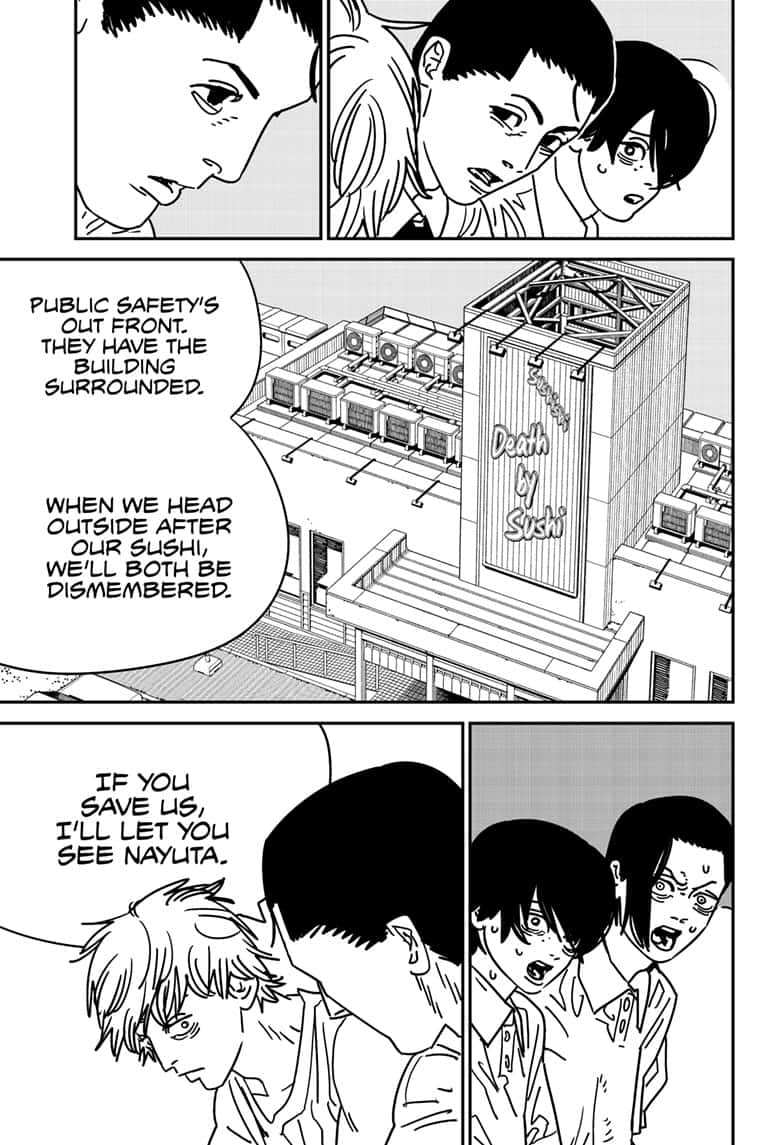 PUBLIC SAFETY'S
OUT FRONT.
THEY HAVE THE
BUILDING
SURROUNDED.
Sushi
Death
by
Sushi
WHEN WE HEAD
OUTSIDE AFTER
OUR SUSHI,
WE'LL BOTH BE
DISMEMBERED.
IF YOU
SAVE US,
I'LL LET YOU
SEE NAYUTA.